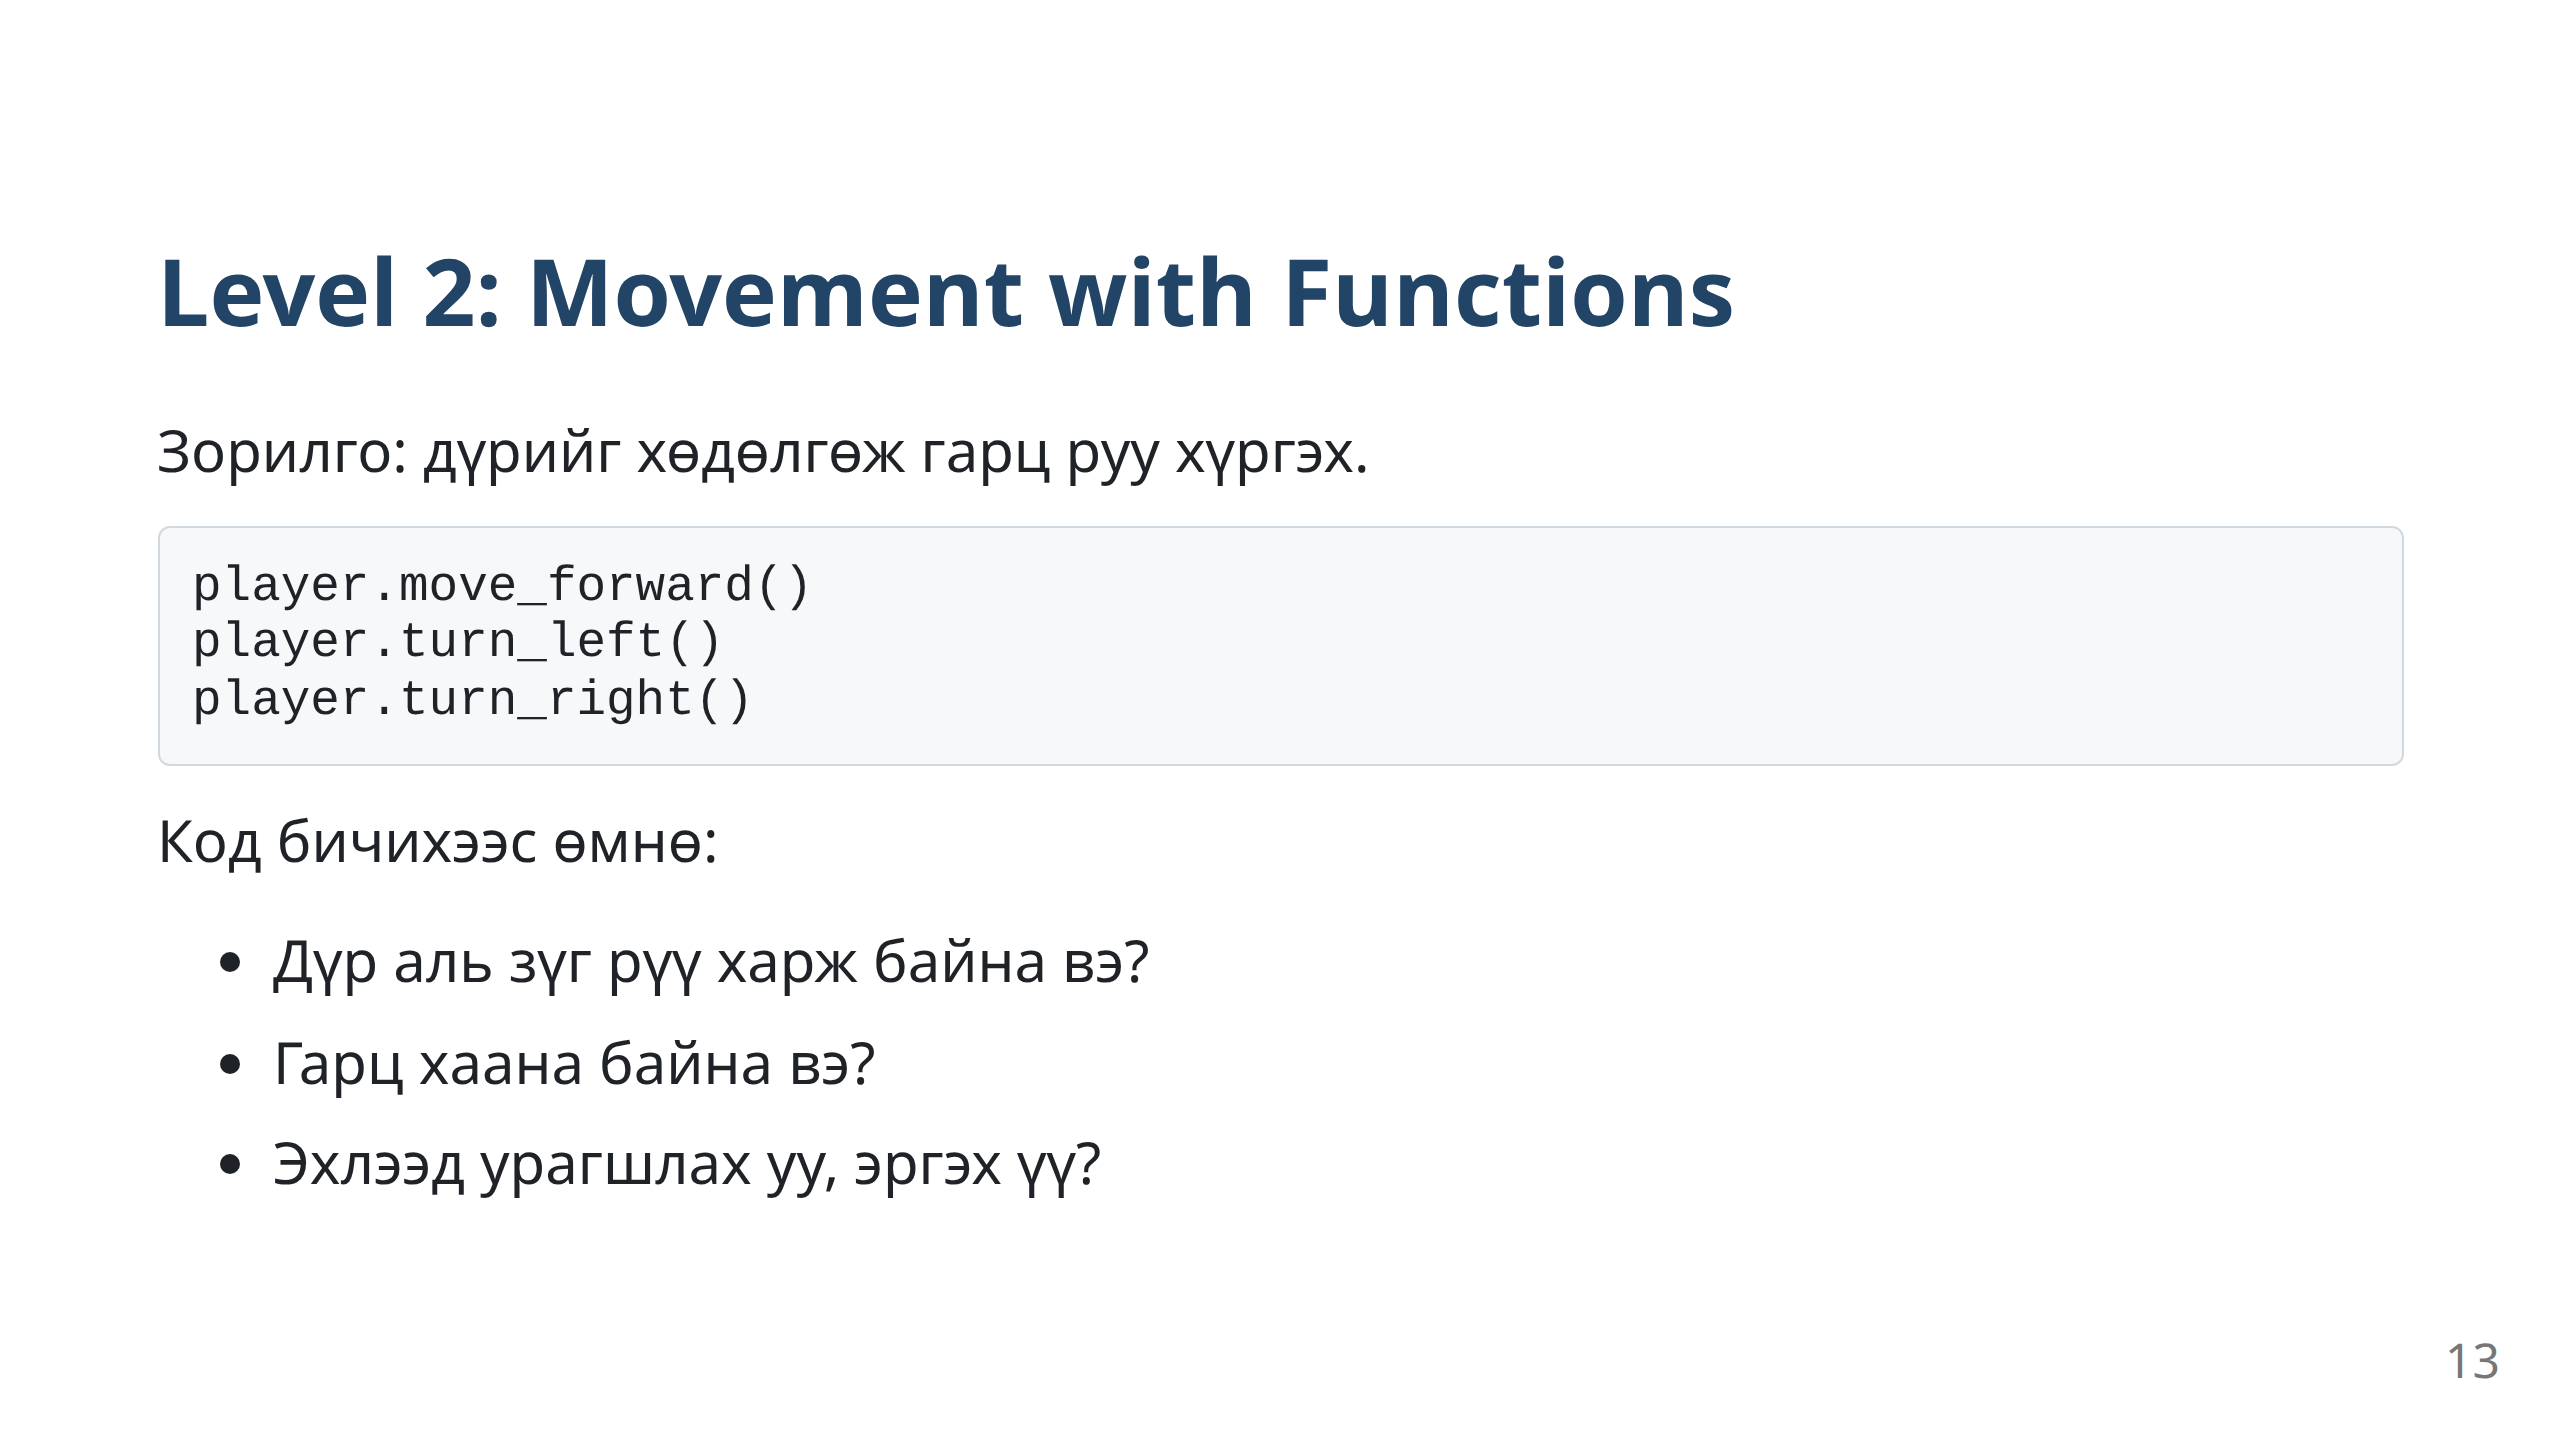 Level 2: Movement with Functions
Зорилго: дүрийг хөдөлгөж гарц руу хүргэх.
player.move_forward()
player.turn_left()
player.turn_right()
Код бичихээс өмнө:
• Дүр аль зүг рүү харж байна вэ?
• Гарц хаана байна вэ?
• Эхлээд урагшлах уу, эргэх үү?
13